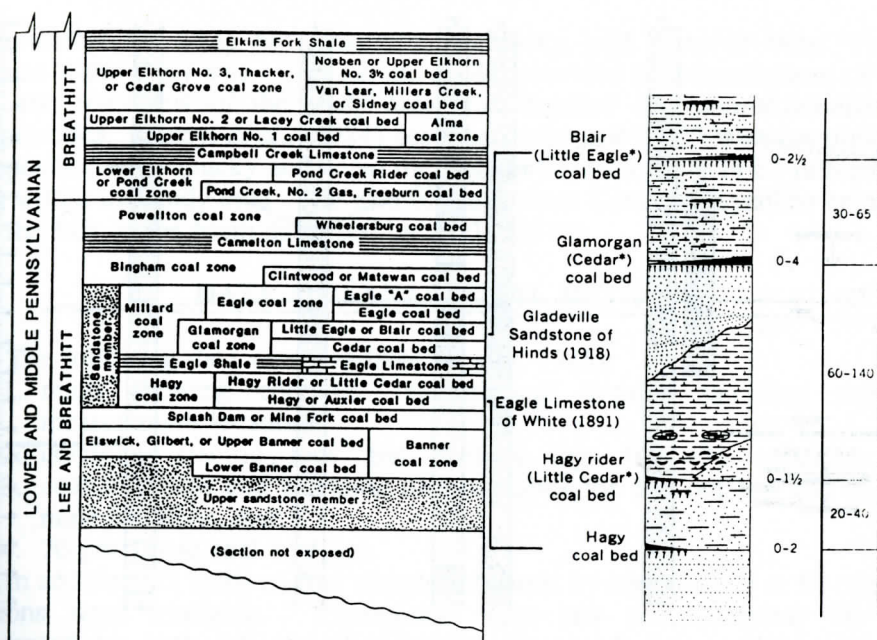 LOWER AND MIDDLE PENNSYLVANIAN
BREATHITT
LEE AND BREATHITT
Elkins Fork Shale
Upper Elkhorn No. 3, Thacker,
or Cedar Grove coal zone
Nosben or Upper Elkhorn
No. 3½ coal bed
Van Lear, Millers Creek,
or Sidney coal bed
Upper Elkhorn No. 2 or Lacey Creek coal bed
Upper Elkhorn No. 1 coal bed
Alma
coal zone
Campbell Creek Limestone
Lower Elkhorn
or Pond Creek
coal zone
Pond Creek Rider coal bed
Pond Creek, No. 2 Gas, Freeburn coal bed
Powellton coal zone
Wheelersburg coal bed
Cannelton Limestone
Bingham coal zone
Clintwood or Matewan coal bed
Sandstone
member
Millard
coal
zone
Eagle coal zone
Eagle "A" coal bed
Eagle coal bed
Glamorgan
coal zone
Little Eagle or Blair coal bed
Cedar coal bed
Eagle Shale
Eagle Limestone
Hagy
coal zone
Hagy Rider or Little Cedar coal bed
Hagy or Auxier coal bed
Splash Dam or Mine Fork coal bed
Elswick, Gilbert, or Upper Banner coal bed
Lower Banner coal bed
Banner
coal zone
Upper sandstone member
(Section not exposed)
Blair
(Little Eagle*)
coal bed
Glamorgan
(Cedar*)
coal bed
Gladeville
Sandstone of
Hinds (1918)
Eagle Limestone
of White (1891)
Hagy rider
(Little Cedar*)
coal bed
Hagy
coal bed
0-2½
0-4
0-1½
0-2
30-65
60-140
20-40